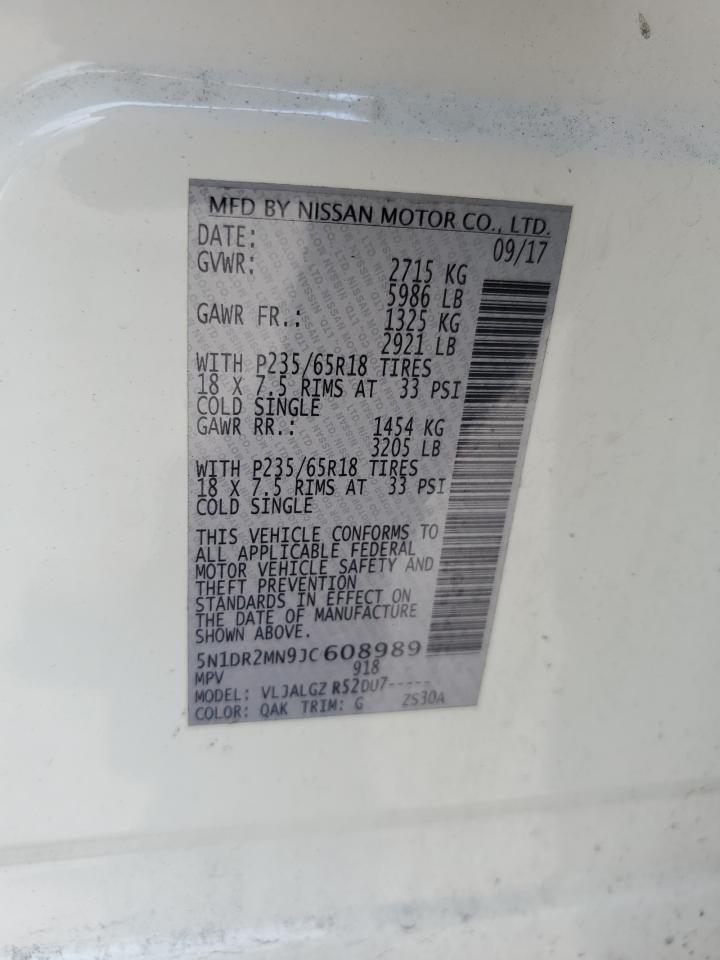 MFD BY NISSAN MOTOR CO., LTD.
DATE: 09/17
GVWR: 2715 KG
5986 LB
GAWR FR.: 1325 KG
2921 LB
WITH P235/65R18 TIRES
18 X 7.5 RIMS AT 33 PSI
COLD SINGLE
GAWR RR.: 1454 KG
3205 LB
WITH P235/65R18 TIRES
18 X 7.5 RIMS AT 33 PSI
COLD SINGLE
THIS VEHICLE CONFORMS TO
ALL APPLICABLE FEDERAL
MOTOR VEHICLE SAFETY AND
THEFT PREVENTION
STANDARDS IN EFFECT ON
THE DATE OF MANUFACTURE
SHOWN ABOVE.
5N1DR2MN9JC608989
MPV 918
MODEL: VLJALGZ R52DU7-----
COLOR: QAK TRIM: G ZS30A